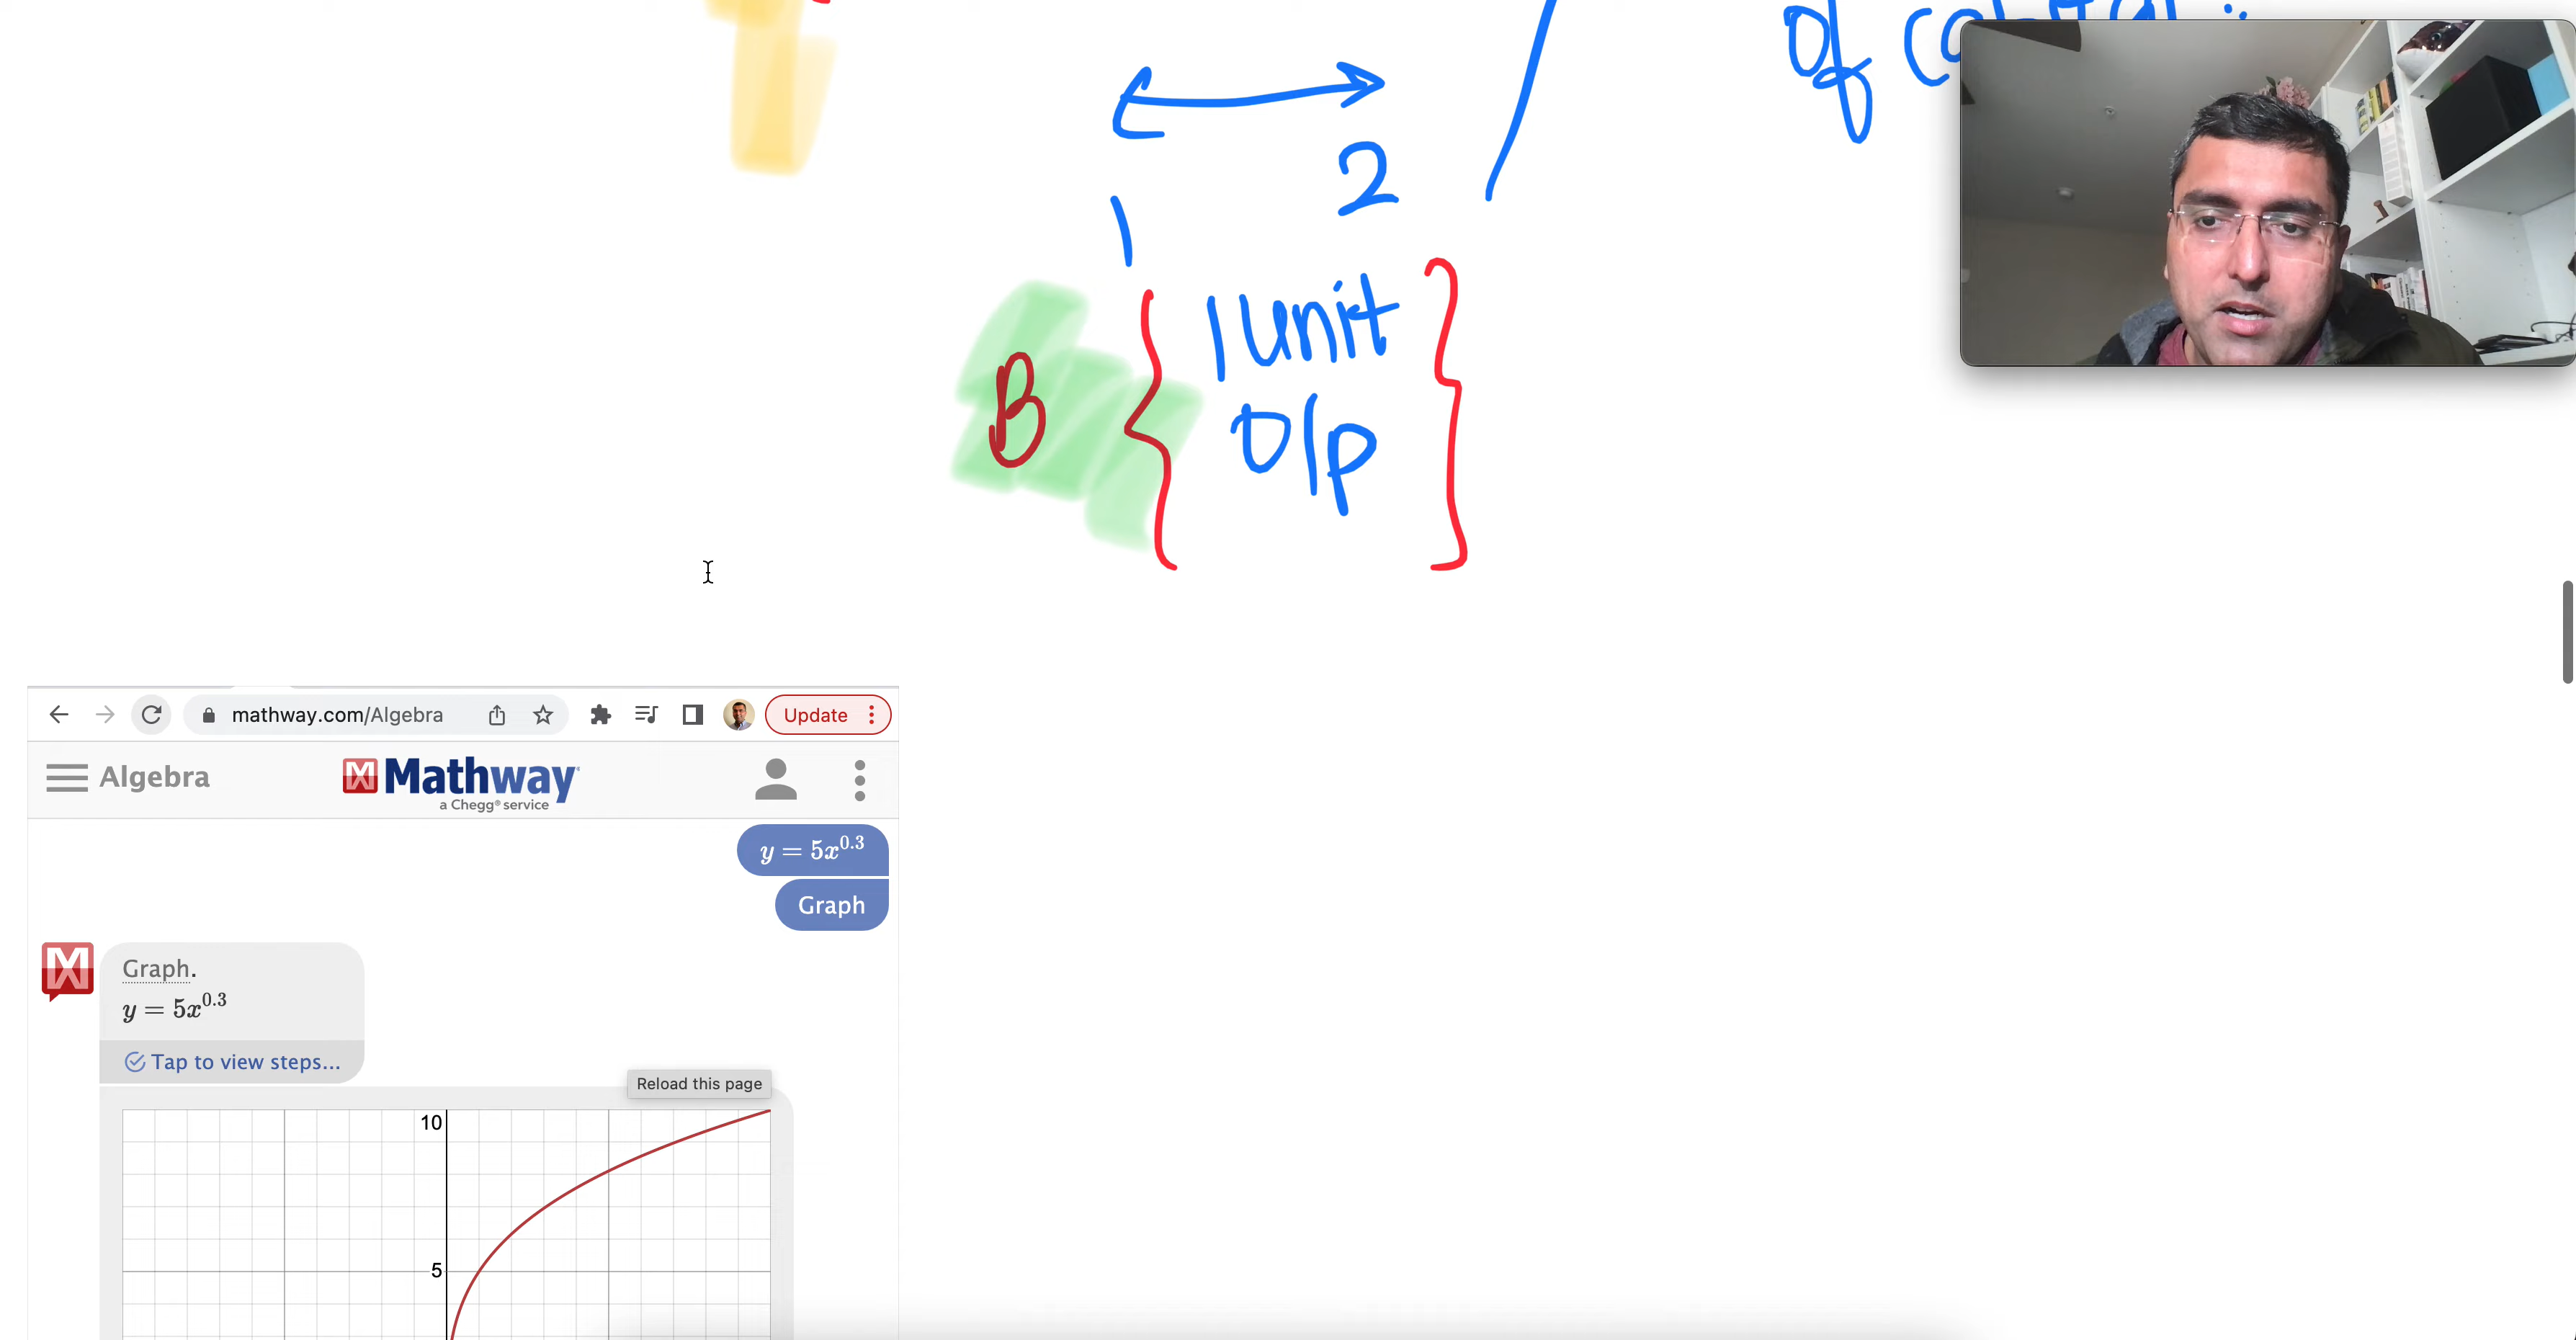 of
2
1
1 unit
B
O/p
mathway.com/Algebra
Update
Algebra
Mathway
a Chegg® service
y = 5x^0.3
Graph
Graph.
y = 5x^0.3
Tap to view steps...
Reload this page
10
5